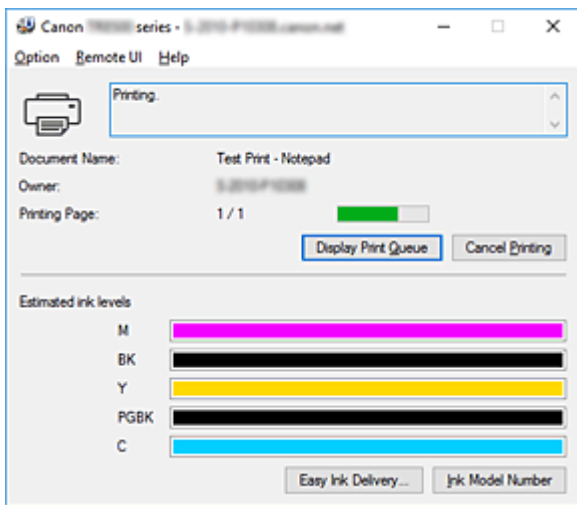 Canon series -
Option Remote UI Help
Printing.
Document Name: Test Print - Notepad
Owner:
Printing Page: 1 / 1
Display Print Queue Cancel Printing
Estimated ink levels
M
BK
Y
PGBK
C
Easy Ink Delivery... Ink Model Number